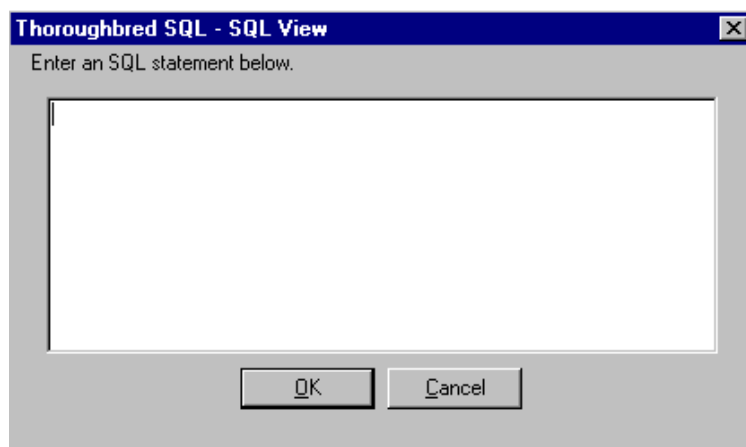 Thoroughbred SQL - SQL View
Enter an SQL statement below.
OK
Cancel